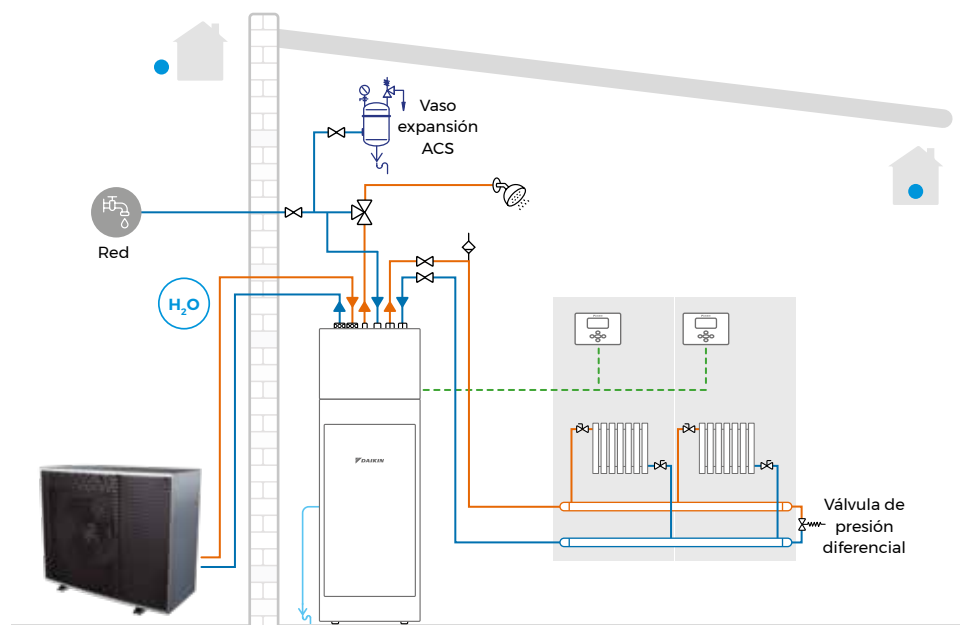 Vaso
expansión
ACS
Red
H₂O
DAIKIN
Válvula de
presión
diferencial